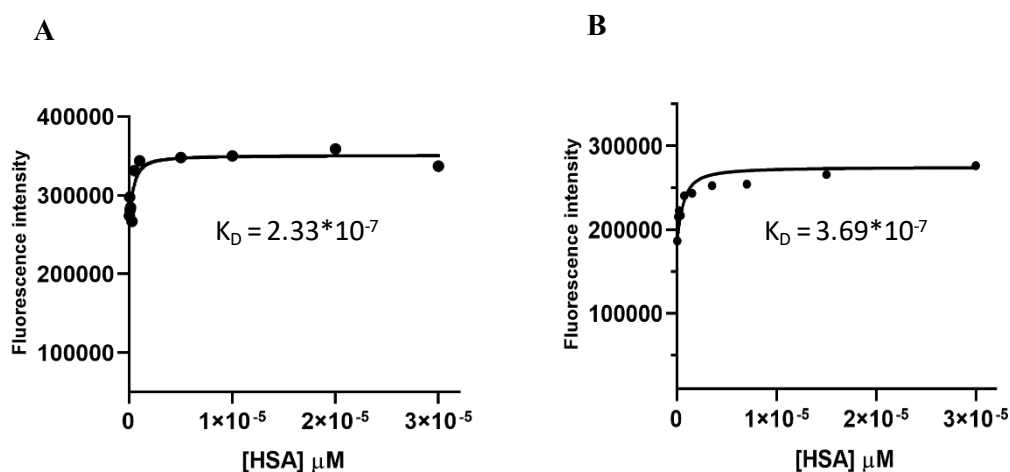 A
Fluorescence intensity
400000
300000
200000
100000
K_D = 2.33*10^-7
0 1×10^-5 2×10^-5 3×10^-5
[HSA] μM
B
Fluorescence intensity
300000
200000
100000
K_D = 3.69*10^-7
0 1×10^-5 2×10^-5 3×10^-5
[HSA] μM